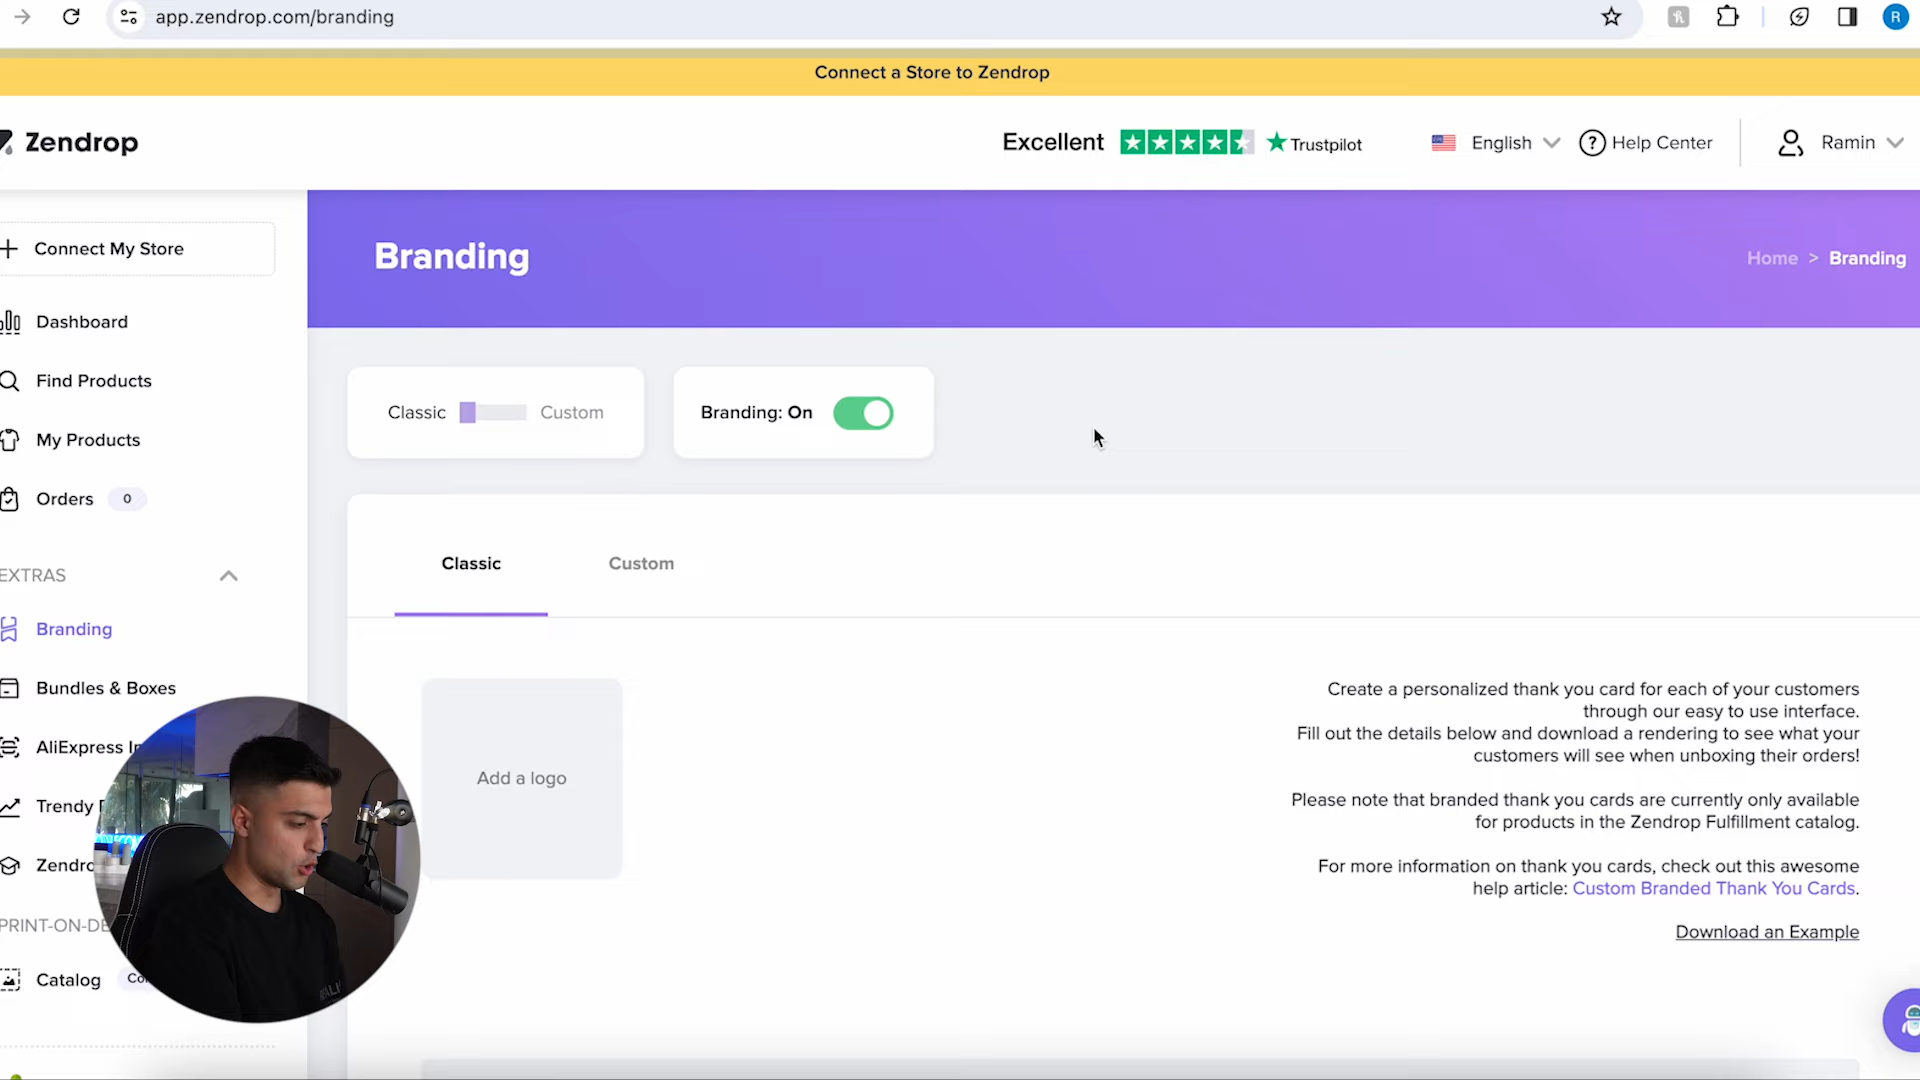 app.zendrop.com/branding
R
Connect a Store to Zendrop
Zendrop
Excellent
Trustpilot
English
Help Center
Ramin
Connect My Store
Branding
Home > Branding
Dashboard
Find Products
Classic
Custom
Branding: On
My Products
Orders
0
EXTRAS
Classic
Custom
Branding
Bundles & Boxes
Create a personalized thank you card for each of your customers
through our easy to use interface.
Fill out the details below and download a rendering to see what your
customers will see when unboxing their orders!
AliExpress
Add a logo
Trendy
Please note that branded thank you cards are currently only available
for products in the Zendrop Fulfillment catalog.
Zendro
For more information on thank you cards, check out this awesome
help article: Custom Branded Thank You Cards.
PRINT-ON-DE
Download an Example
Catalog